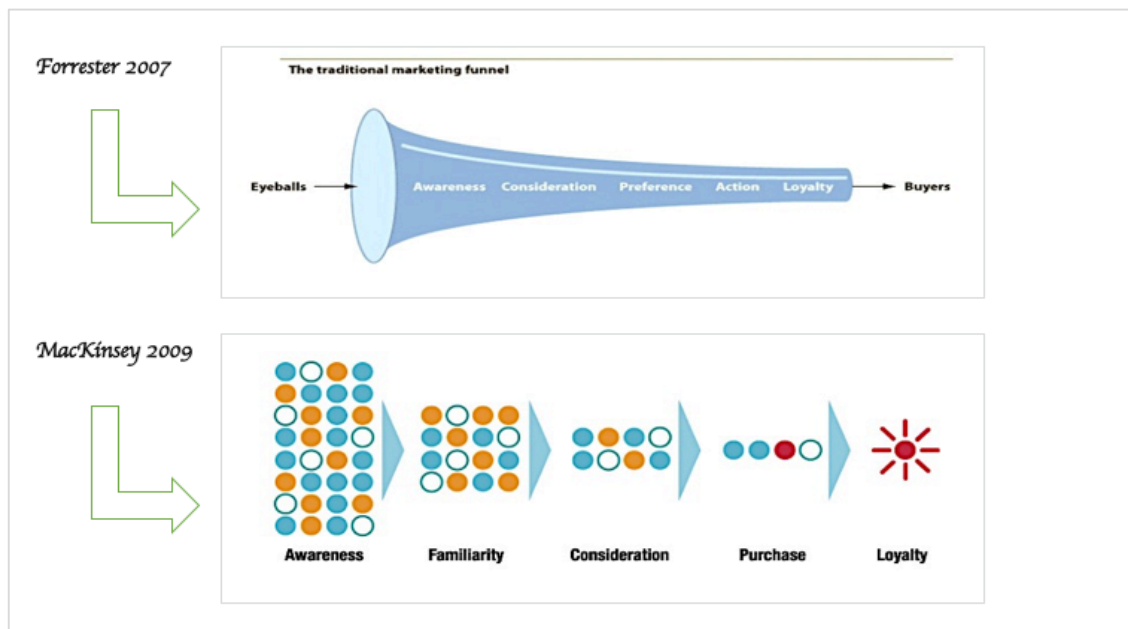 Forrester 2007
The traditional marketing funnel
Eyeballs Awareness Consideration Preference Action Loyalty Buyers
MacKinsey 2009
Awareness Familiarity Consideration Purchase Loyalty